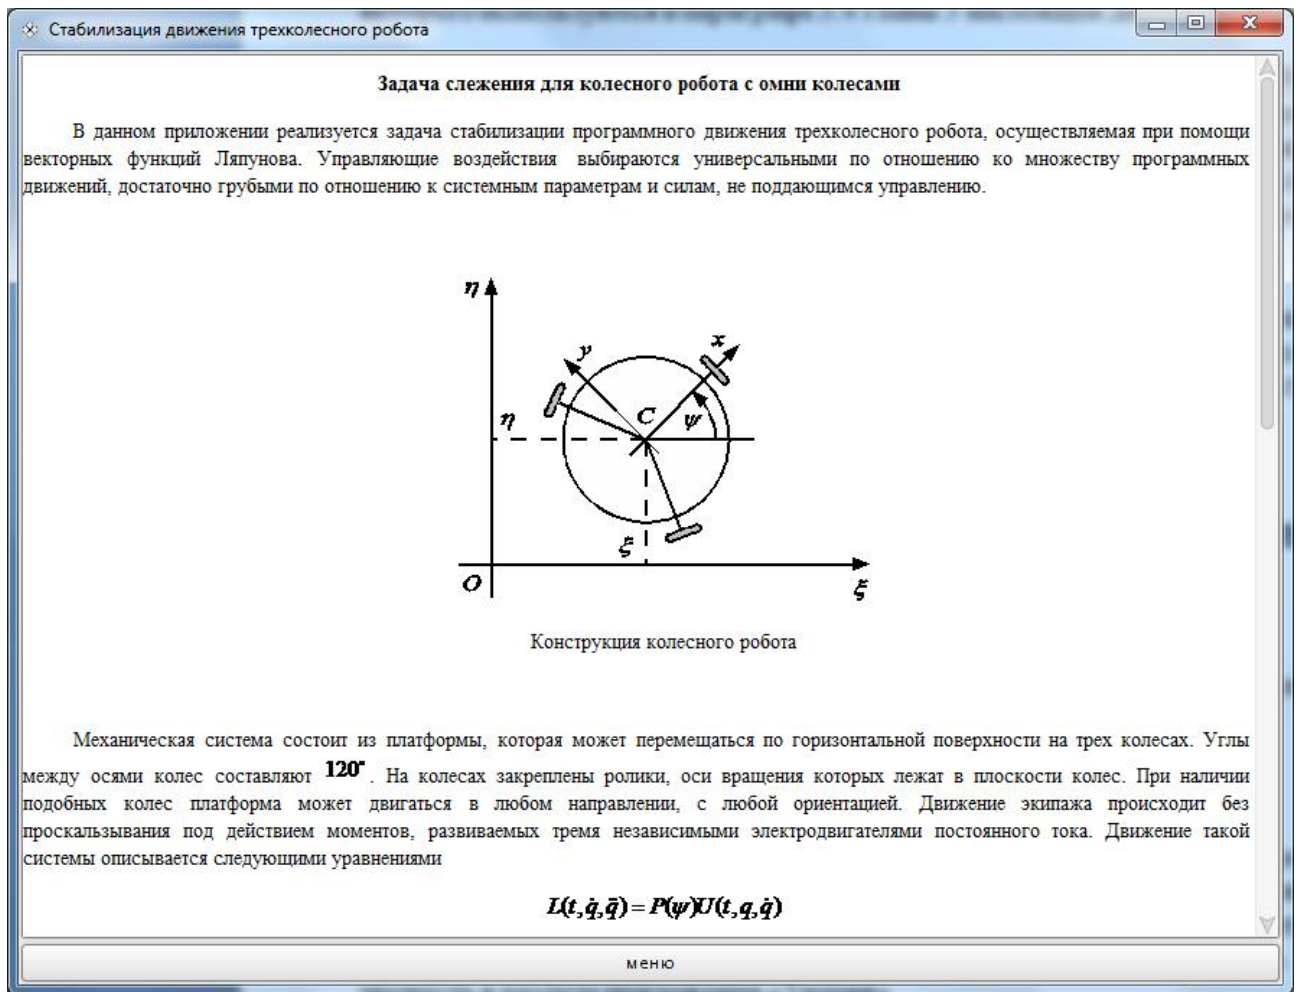 Стабилизация движения трехколесного робота
Задача слежения для колесного робота с омни колесами
В данном приложении реализуется задача стабилизации программного движения трехколесного робота, осуществляемая при помощи
векторных функций Ляпунова. Управляющие воздействия выбираются универсальными по отношению ко множеству программных
движений, достаточно грубыми по отношению к системным параметрам и силам, не поддающимся управлению.
η
x
y
C
η
ψ
ξ
O
ξ
Конструкция колесного робота
Механическая система состоит из платформы, которая может перемещаться по горизонтальной поверхности на трех колесах. Углы
между осями колес составляют 120°. На колесах закреплены ролики, оси вращения которых лежат в плоскости колес. При наличии
подобных колес платформа может двигаться в любом направлении, с любой ориентацией. Движение экипажа происходит без
проскальзывания под действием моментов, развиваемых тремя независимыми электродвигателями постоянного тока. Движение такой
системы описывается следующими уравнениями
L(t,q̇,q̈) = P(ψ)U(t,q,q̇)
меню